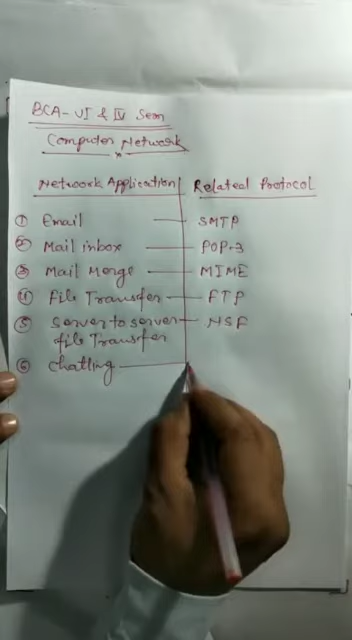 BCA-VI & IV Sem
Computer Network
Network Application Related Protocol
① Email — SMTP
② Mail inbox — POP-3
③ Mail Merge — MIME
④ File Transfer — FTP
⑤ Server to server — NSF
file Transfer
⑥ Chatting —